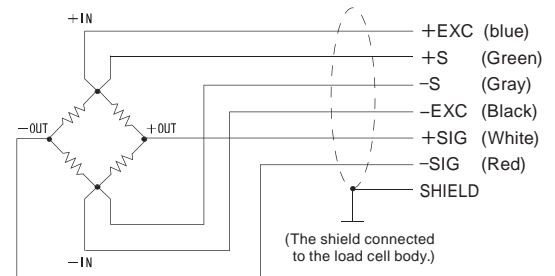 +IN
+EXC (blue)
+S (Green)
-S (Gray)
-EXC (Black)
-OUT
+OUT
+SIG (White)
-SIG (Red)
SHIELD
(The shield connected
to the load cell body.)
-IN